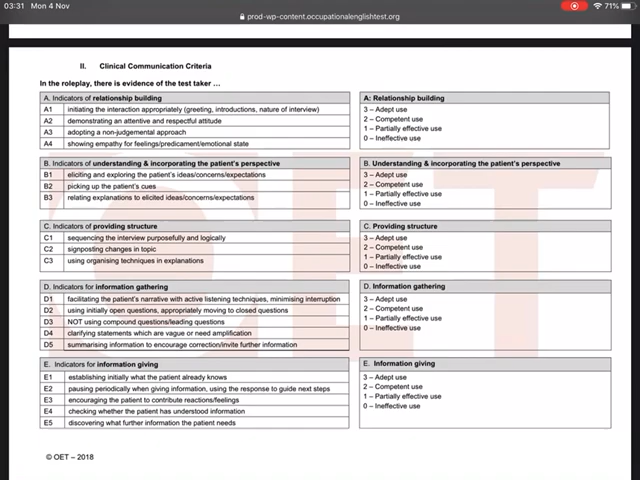 03:31 Mon 4 Nov
71%
prod-wp-content.occupationalenglishtest.org
II. Clinical Communication Criteria
In the roleplay, there is evidence of the test taker ...
A. Indicators of relationship building
A1 initiating the interaction appropriately (greeting, introductions, nature of interview)
A2 demonstrating an attentive and respectful attitude
A3 adopting a non-judgemental approach
A4 showing empathy for feelings/predicament/emotional state
A: Relationship building
3 – Adept use
2 – Competent use
1 – Partially effective use
0 – Ineffective use
B. Indicators of understanding & incorporating the patient's perspective
B1 eliciting and exploring the patient's ideas/concerns/expectations
B2 picking up the patient's cues
B3 relating explanations to elicited ideas/concerns/expectations
B. Understanding & incorporating the patient's perspective
3 – Adept use
2 – Competent use
1 – Partially effective use
0 – Ineffective use
C. Indicators of providing structure
C1 sequencing the interview purposefully and logically
C2 signposting changes in topic
C3 using organising techniques in explanations
C. Providing structure
3 – Adept use
2 – Competent use
1 – Partially effective use
0 – Ineffective use
D. Indicators for information gathering
D1 facilitating the patient's narrative with active listening techniques, minimising interruption
D2 using initially open questions, appropriately moving to closed questions
D3 NOT using compound questions/leading questions
D4 clarifying statements which are vague or need amplification
D5 summarising information to encourage correction/invite further information
D. Information gathering
3 – Adept use
2 – Competent use
1 – Partially effective use
0 – Ineffective use
E. Indicators for information giving
E1 establishing initially what the patient already knows
E2 pausing periodically when giving information, using the response to guide next steps
E3 encouraging the patient to contribute reactions/feelings
E4 checking whether the patient has understood information
E5 discovering what further information the patient needs
E. Information giving
3 – Adept use
2 – Competent use
1 – Partially effective use
0 – Ineffective use
© OET – 2018
OET